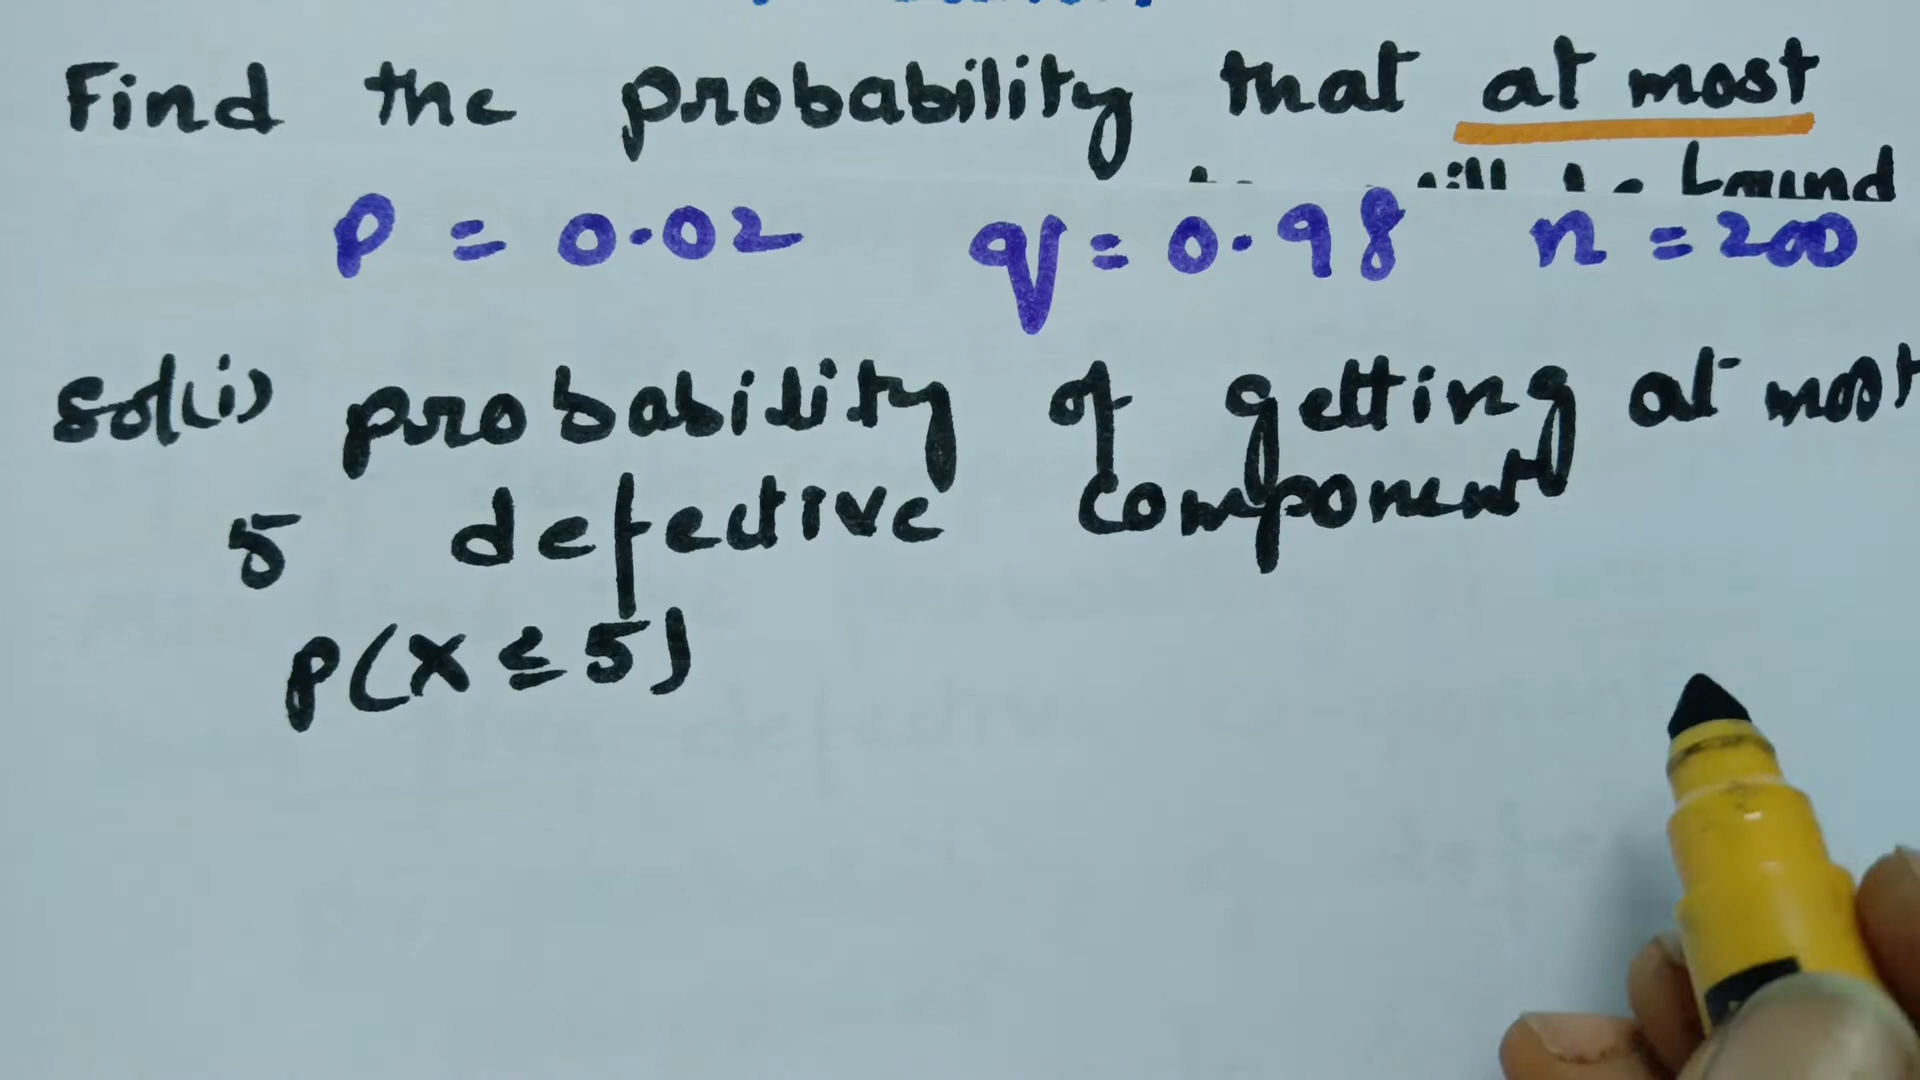 Find the probability that at most
found
P = 0.02 q = 0.98 n = 200
Sol(i) probability of getting at most
5 defective component
P(X ≤ 5)